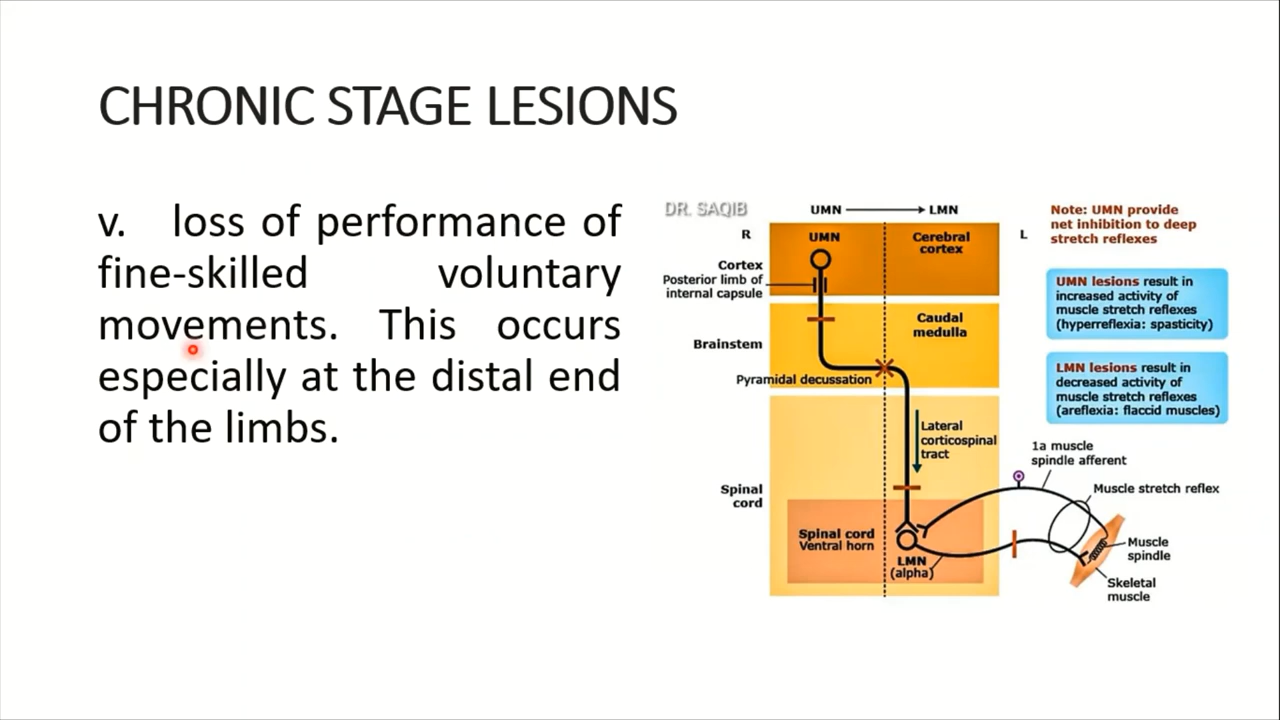 CHRONIC STAGE LESIONS
v. loss of performance of
fine-skilled voluntary
movements. This occurs
especially at the distal end
of the limbs.
DR. SAQIB
UMN LMN
R
L
UMN
Cerebral
cortex
Cortex
Posterior limb of
internal capsule
Caudal
medulla
Brainstem
Pyramidal decussation
Lateral
corticospinal
tract
Spinal
cord
Spinal cord
Ventral horn
LMN
(alpha)
Note: UMN provide
net inhibition to deep
stretch reflexes
UMN lesions result in
increased activity of
muscle stretch reflexes
(hyperreflexia: spasticity)
LMN lesions result in
decreased activity of
muscle stretch reflexes
(areflexia: flaccid muscles)
1a muscle
spindle afferent
Muscle stretch reflex
Muscle
spindle
Skeletal
muscle